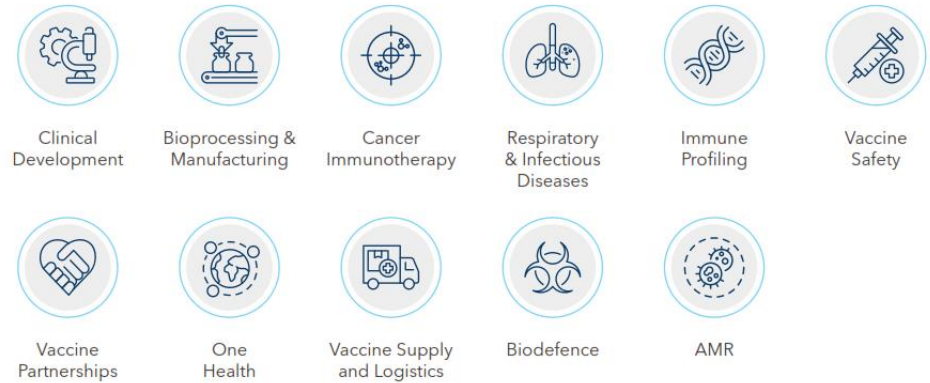 Clinical
Development
Bioprocessing &
Manufacturing
Cancer
Immunotherapy
Respiratory
& Infectious
Diseases
Immune
Profiling
Vaccine
Safety
Vaccine
Partnerships
One
Health
Vaccine Supply
and Logistics
Biodefence
AMR